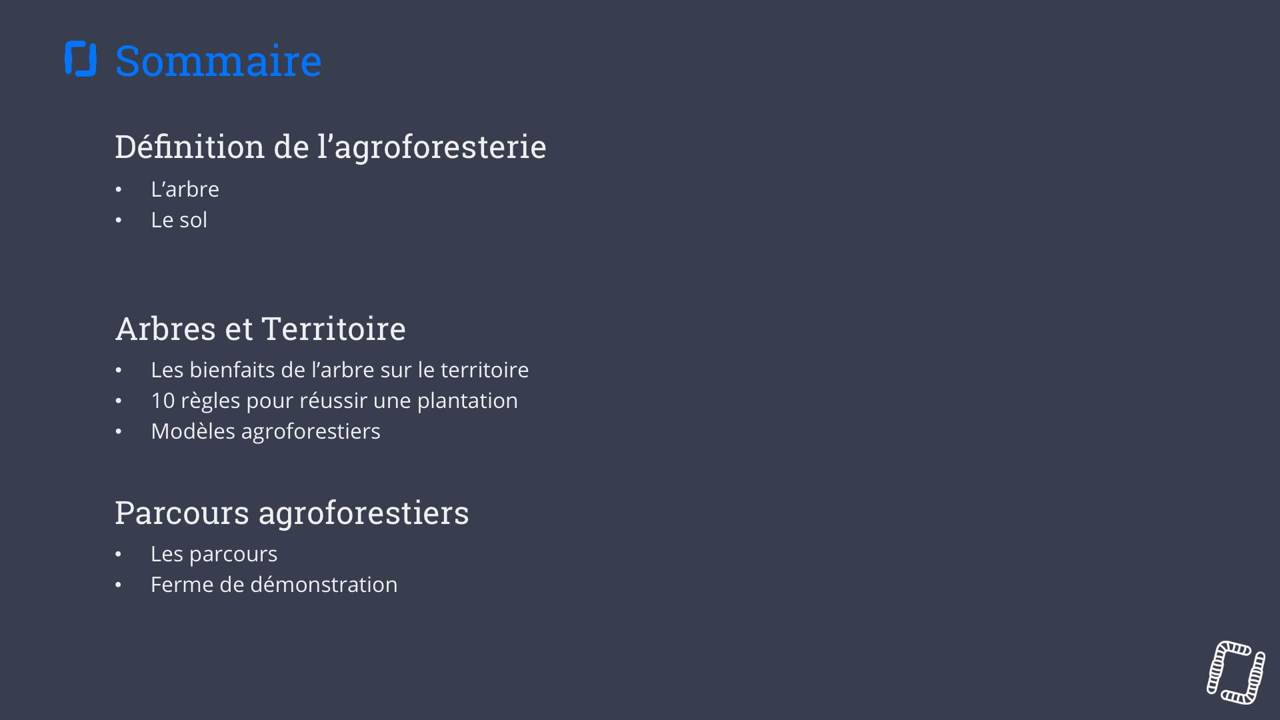 Sommaire
Définition de l’agroforesterie
• L’arbre
• Le sol
Arbres et Territoire
• Les bienfaits de l’arbre sur le territoire
• 10 règles pour réussir une plantation
• Modèles agroforestiers
Parcours agroforestiers
• Les parcours
• Ferme de démonstration